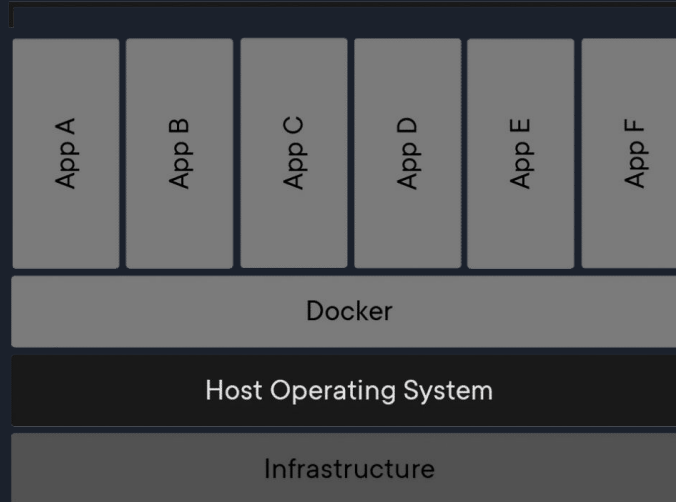 App A
App B
App C
App D
App E
App F
Docker
Host Operating System
Infrastructure